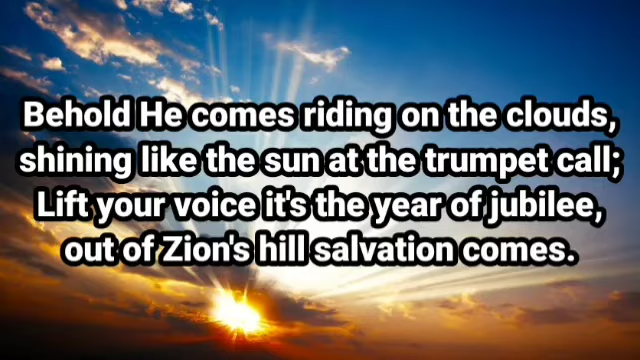 Behold He comes riding on the clouds,
shining like the sun at the trumpet call;
Lift your voice it's the year of jubilee,
out of Zion's hill salvation comes.